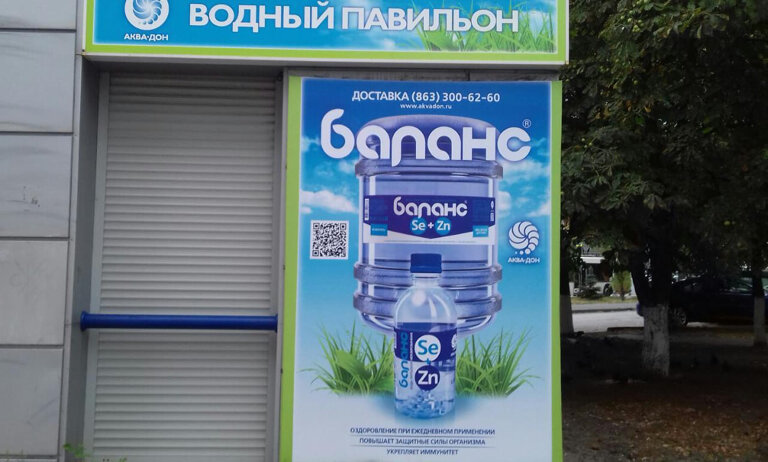 ВОДНЫЙ ПАВИЛЬОН
АКВА-ДОН
ДОСТАВКА (863) 300-62-60
www.akvadon.ru
баланс®
баланс
Se + Zn
АКВА-ДОН
баланс
Se
Zn
ОЗДОРОВЛЕНИЕ ПРИ ЕЖЕДНЕВНОМ ПРИМЕНЕНИИ
ПОВЫШАЕТ ЗАЩИТНЫЕ СИЛЫ ОРГАНИЗМА
УКРЕПЛЯЕТ ИММУНИТЕТ